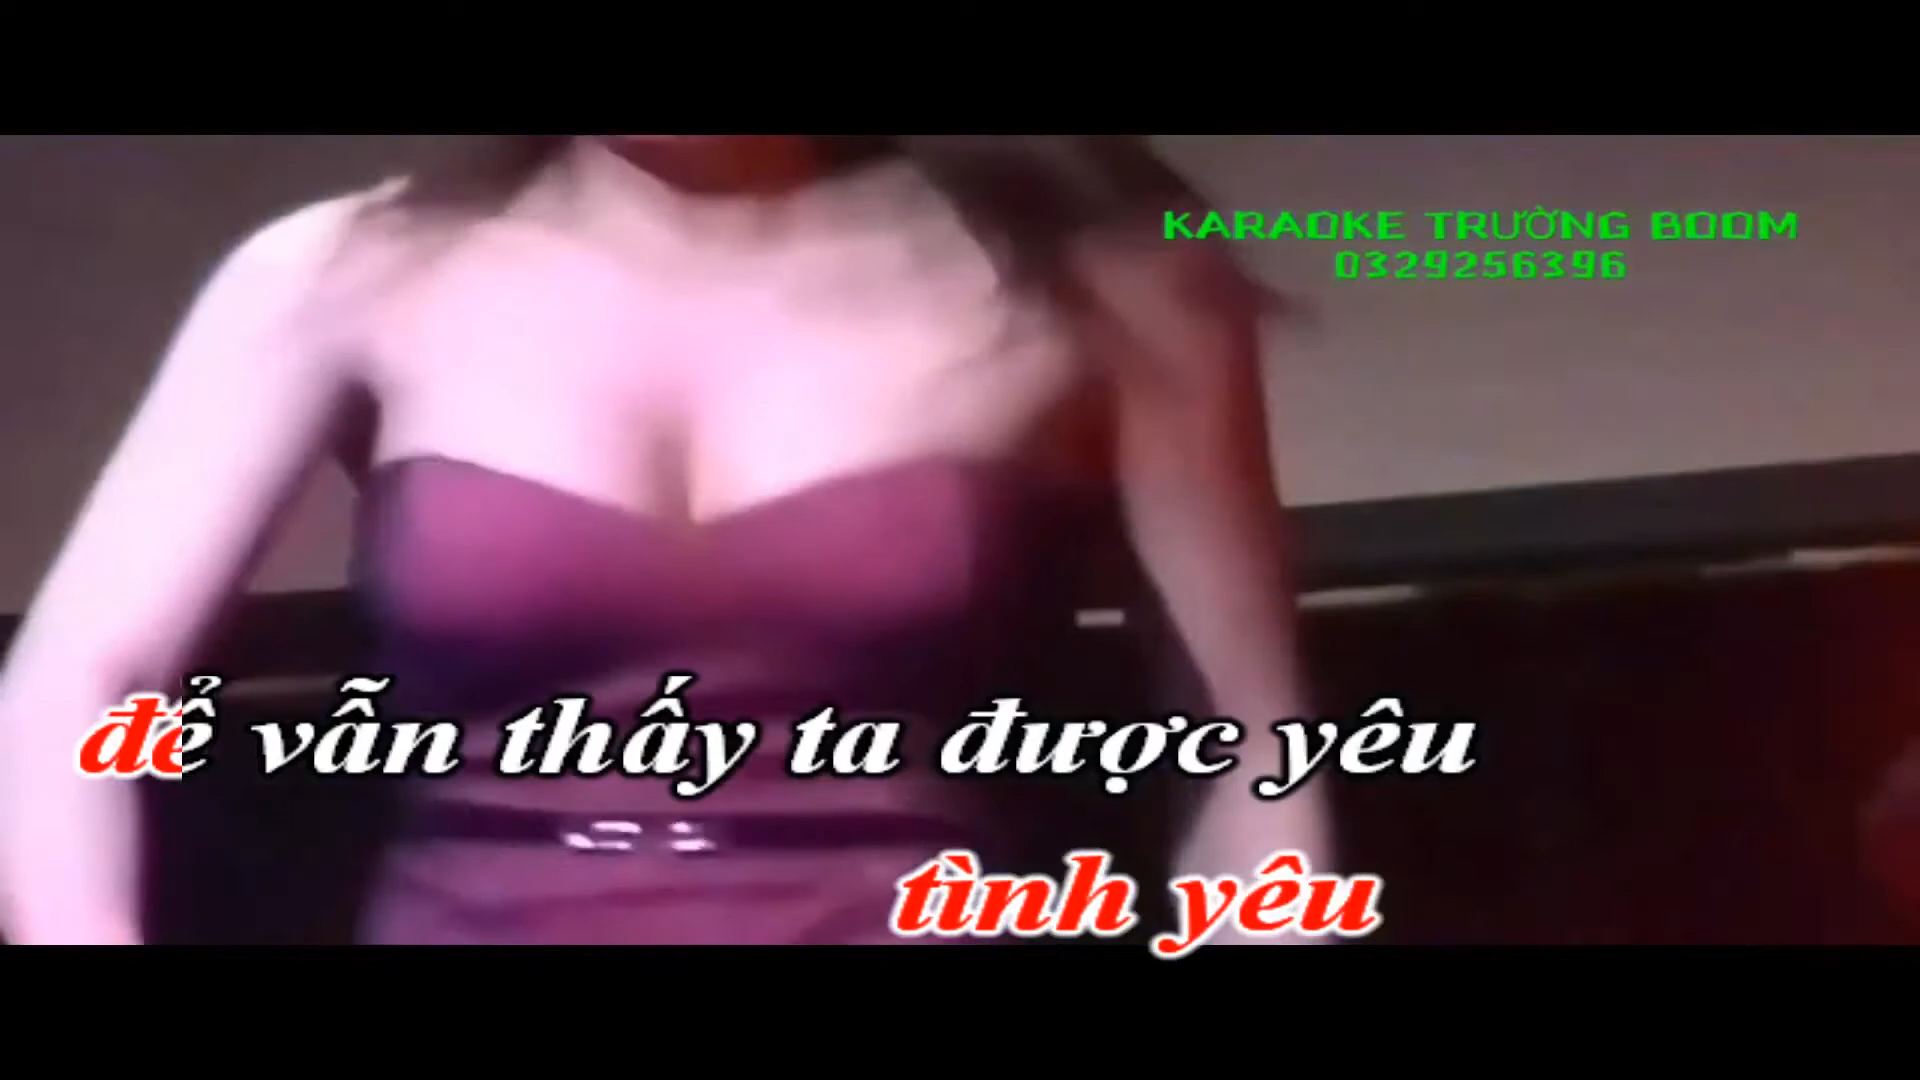 KARAOKE TRƯỜNG BOOM
0329256396
để vẫn thấy ta được yêu
tình yêu